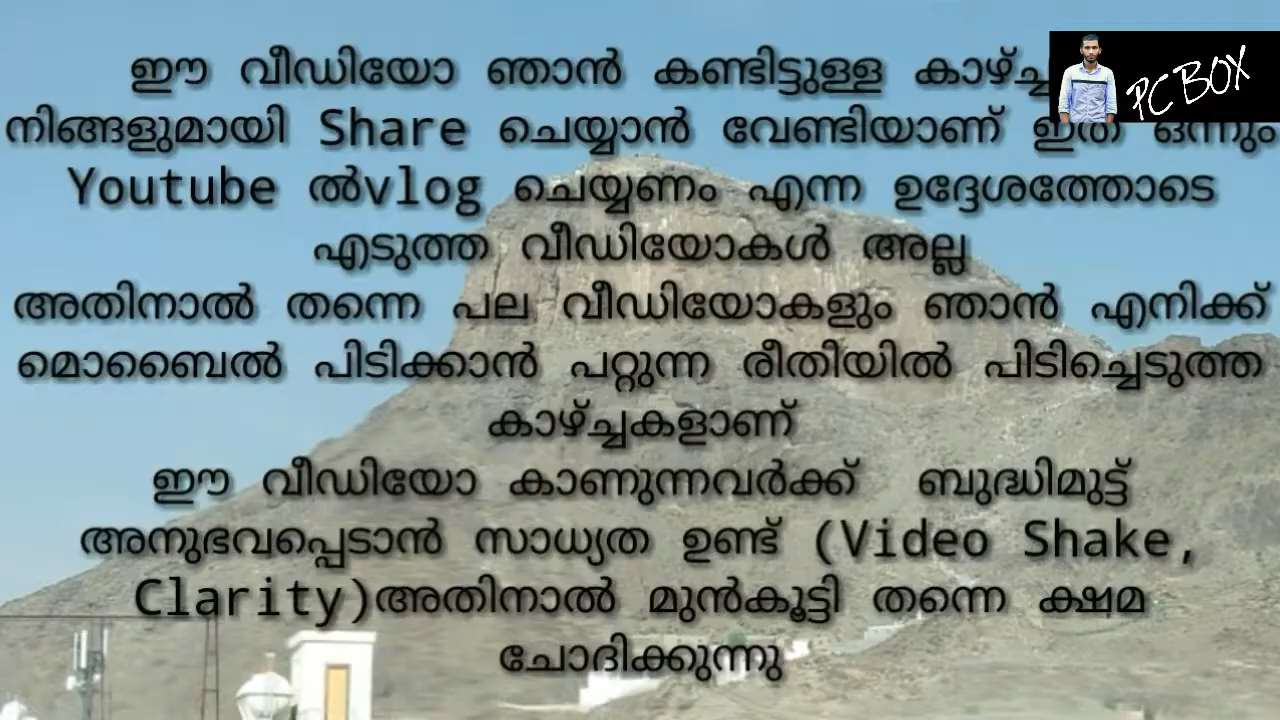 ഈ വീഡിയോ ഞാൻ കണ്ടിട്ടുള്ള
PC BOX
നിങ്ങളുമായി Share ചെയ്യാൻ വേണ്ടിയാണ് ഇത് ഒന്നും
Youtube ൽvlog ചെയ്യണം എന്ന ഉദ്ദേശത്തോടെ
എടുത്ത വീഡിയോകൾ അല്ല
അതിനാൽ തന്നെ പല വീഡിയോകളും ഞാൻ എനിക്ക്
മൊബൈൽ പിടിക്കാൻ പറ്റുന്ന രീതിയിൽ പിടിച്ചെടുത്ത
കാഴ്ച്ചകളാണ്
ഈ വീഡിയോ കാണുന്നവർക്ക് ബുദ്ധിമുട്ട്
അനുഭവപ്പെടാൻ സാധ്യത ഉണ്ട് (Video Shake,
Clarity)അതിനാൽ മുൻകൂട്ടി തന്നെ ക്ഷമ
ചോദിക്കുന്നു